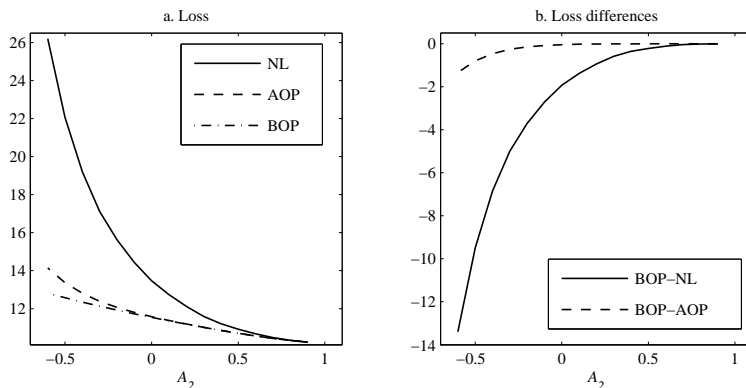 a. Loss
26
24
22
20
18
16
14
12
−0.5 0 0.5 1
A2
NL
AOP
BOP
b. Loss differences
0
−2
−4
−6
−8
−10
−12
−14
−0.5 0 0.5 1
A2
BOP−NL
BOP−AOP